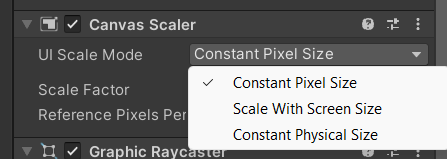 Canvas Scaler
UI Scale Mode Constant Pixel Size
Constant Pixel Size
Scale Factor
Scale With Screen Size
Reference Pixels Per
Constant Physical Size
Graphic Raycaster